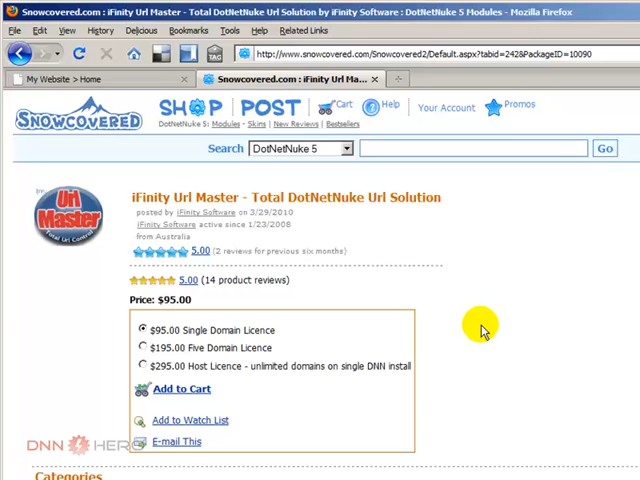 Snowcovered.com : iFinity Url Master - Total DotNetNuke Url Solution by iFinity Software : DotNetNuke 5 Modules - Mozilla Firefox
File Edit View History Delicious Bookmarks Tools Help Related Links
TAG http://www.snowcovered.com/Snowcovered2/Default.aspx?tabid=242&PackageID=10090
My Website > Home Snowcovered.com : iFinity Url Ma...
SNOWCOVERED SHOP POST Cart Help Your Account Promos
DotNetNuke 5: Modules - Skins | New Reviews | Bestsellers
Search DotNetNuke 5 Go
Url Master Total Url Control
iFinity Url Master - Total DotNetNuke Url Solution
posted by iFinity Software on 3/29/2010
iFinity Software active since 1/23/2008
from Australia
5.00 (2 reviews for previous six months)
5.00 (14 product reviews)
Price: $95.00
$95.00 Single Domain Licence
$195.00 Five Domain Licence
$295.00 Host Licence - unlimited domains on single DNN install
Add to Cart
Add to Watch List
E-mail This
DNN HERO
Categories